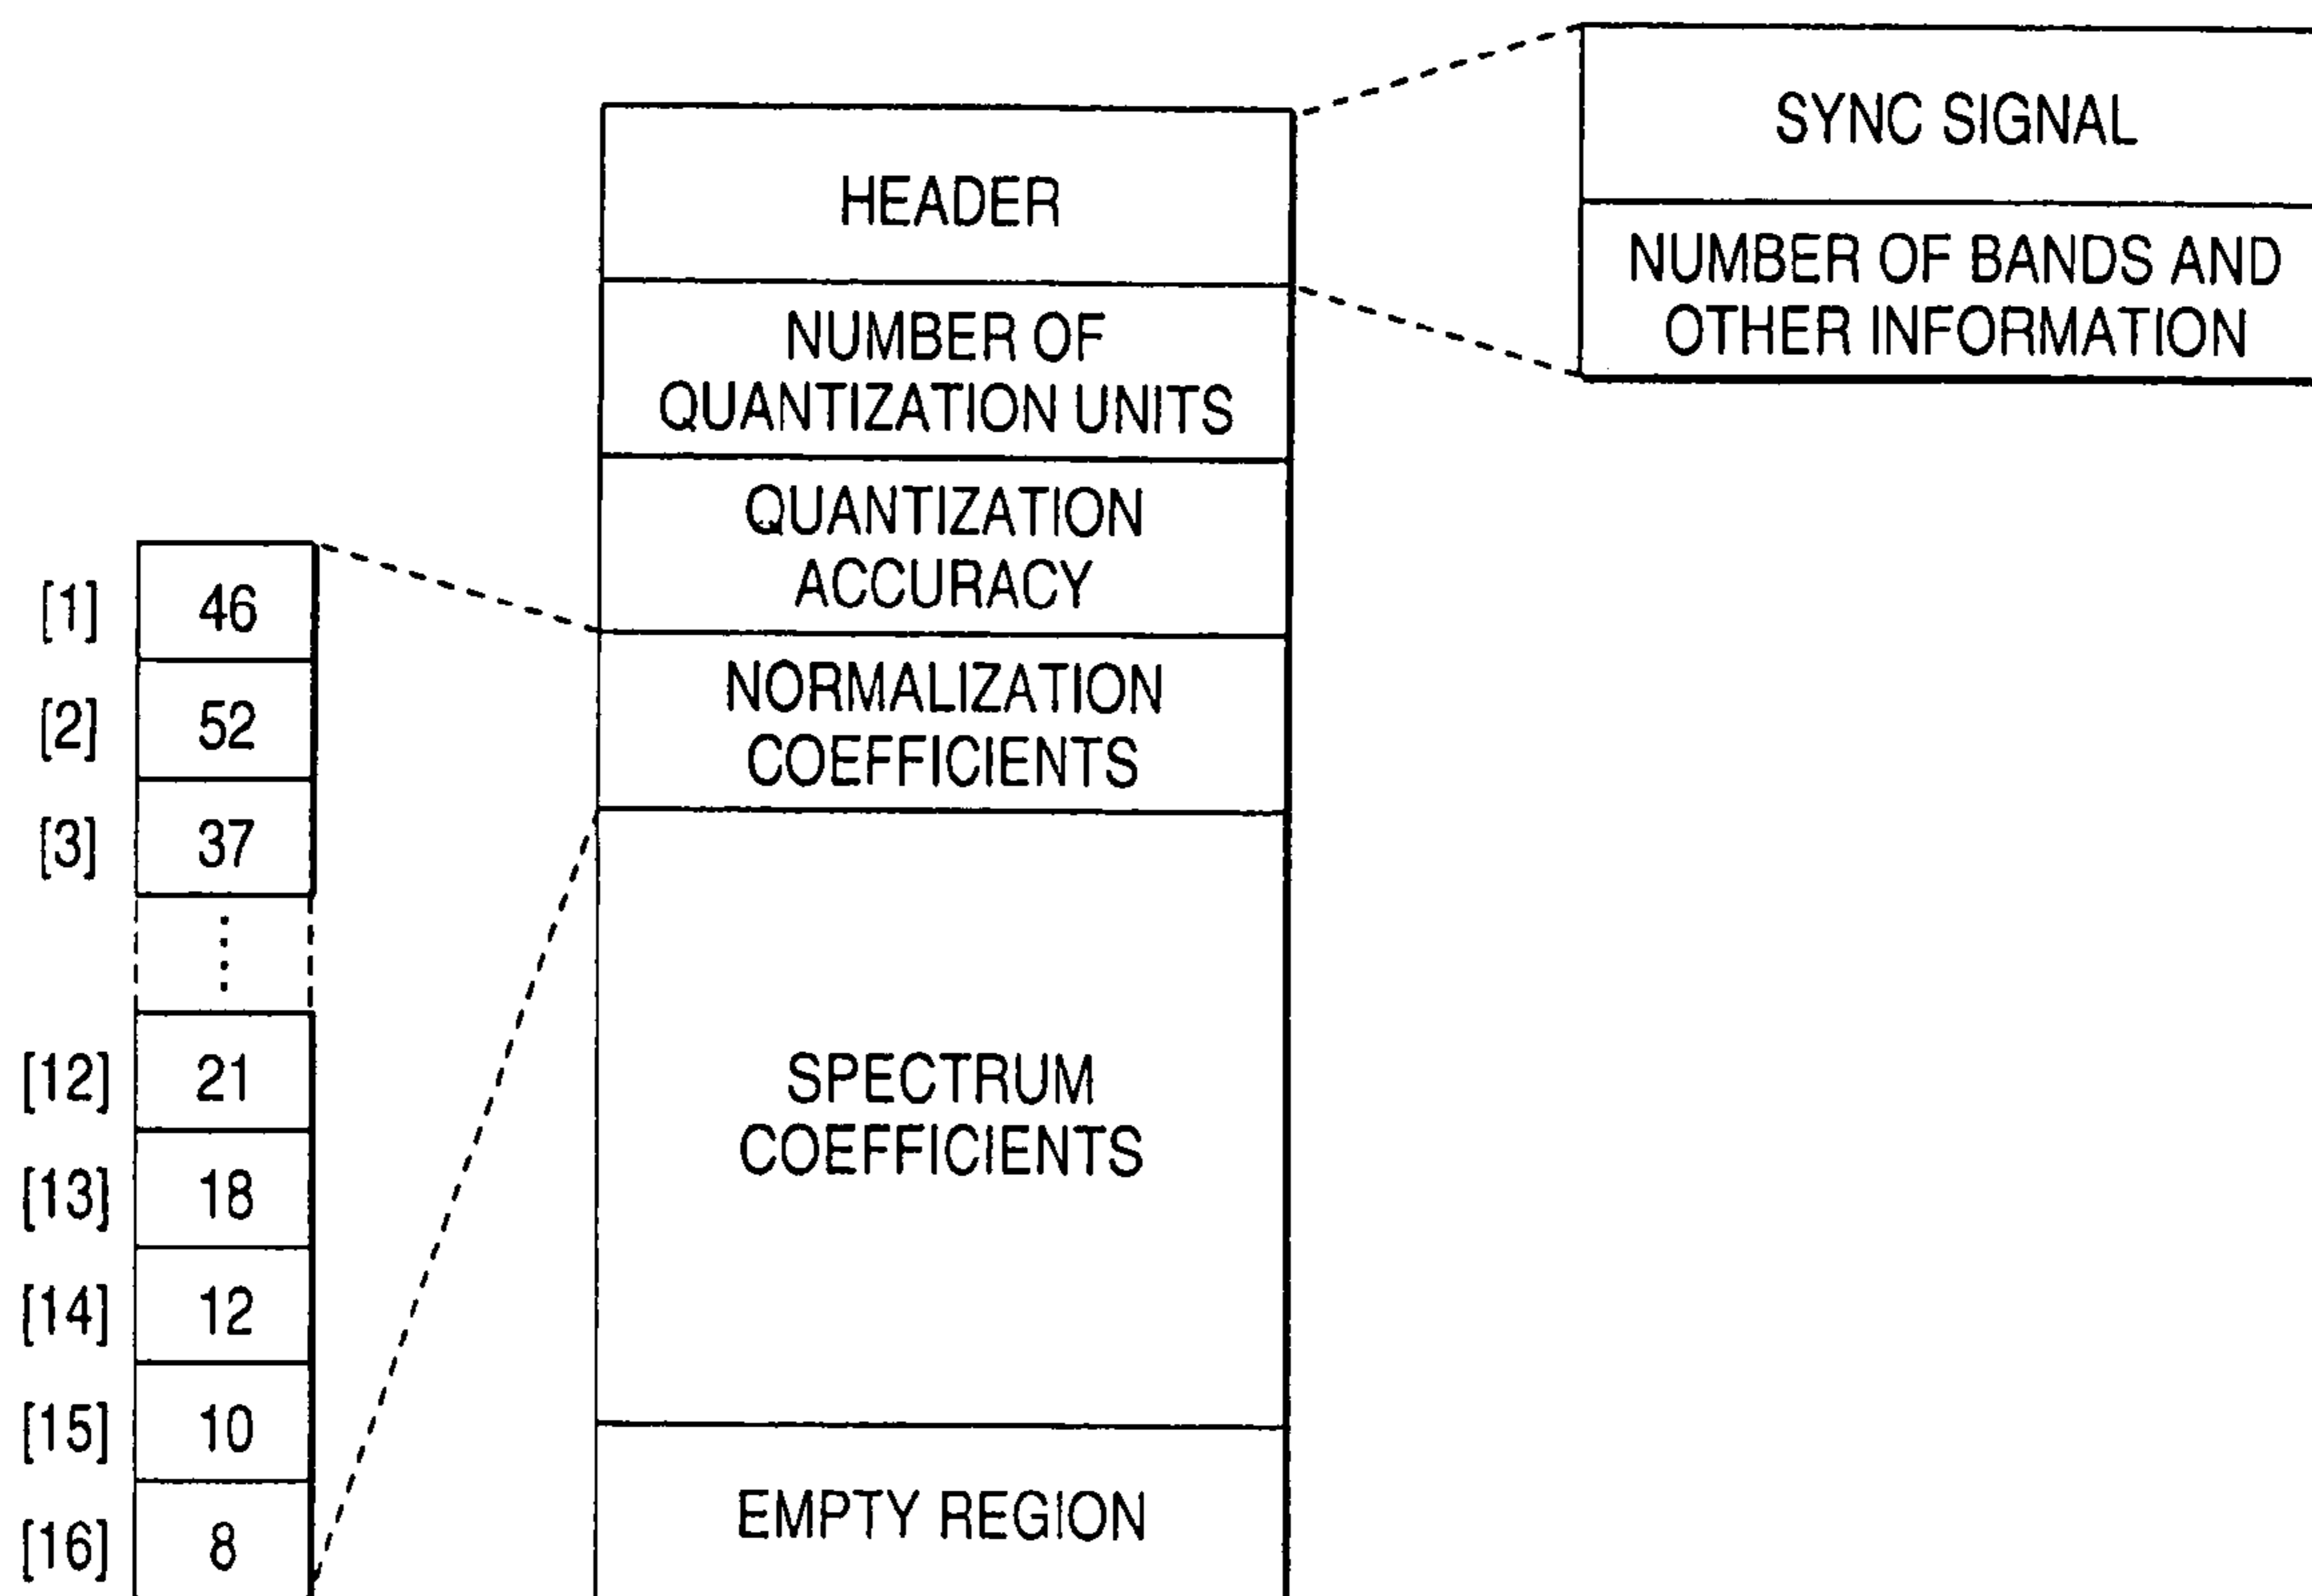 SYNC SIGNAL
NUMBER OF BANDS AND
OTHER INFORMATION
HEADER
NUMBER OF
QUANTIZATION UNITS
QUANTIZATION
ACCURACY
NORMALIZATION
COEFFICIENTS
SPECTRUM
COEFFICIENTS
EMPTY REGION
[1] 46
[2] 52
[3] 37
[12] 21
[13] 18
[14] 12
[15] 10
[16] 8